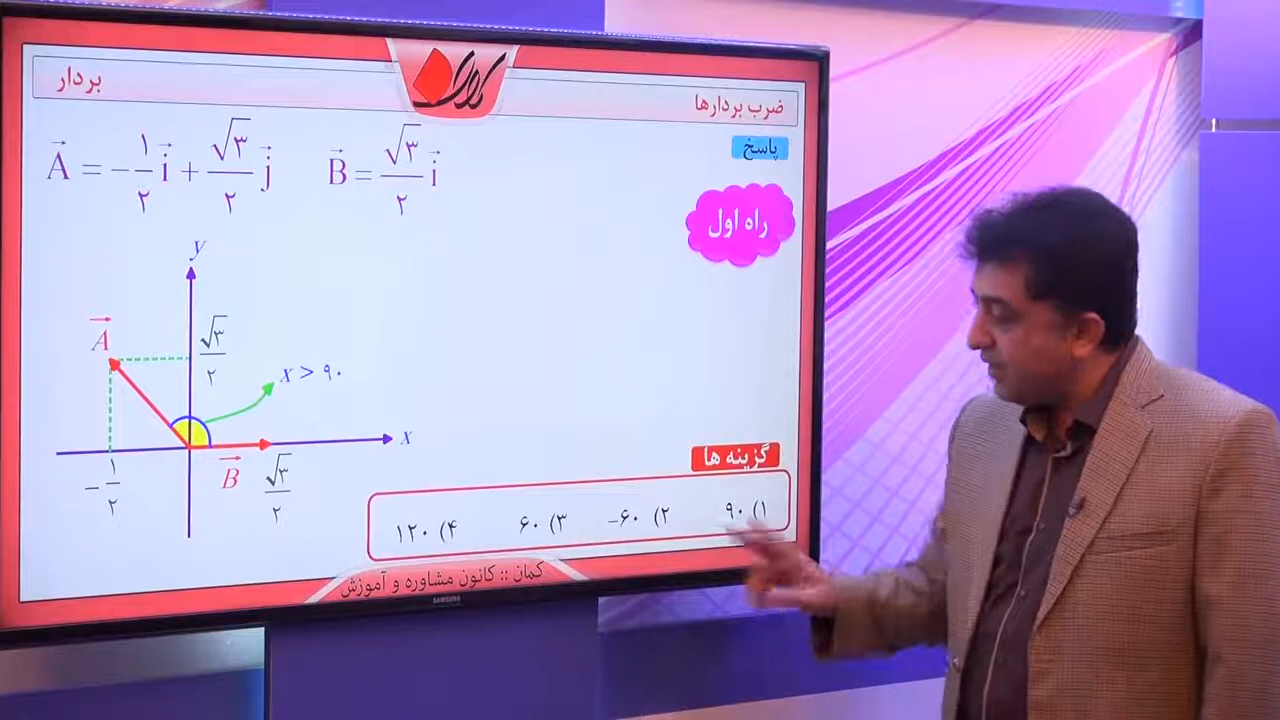 ضرب بردارها
بردار
پاسخ
A = -۱/۲ i + √۳/۲ j
B = √۳/۲ i
راه اول
y
A
√۳/۲
x > ۹۰
x
-۱/۲
B
√۳/۲
گزینه ها
۱) ۹۰ ۲) -۶۰ ۳) ۶۰ ۴) ۱۲۰
کمان :: کانون مشاوره و آموزش
SAMSUNG